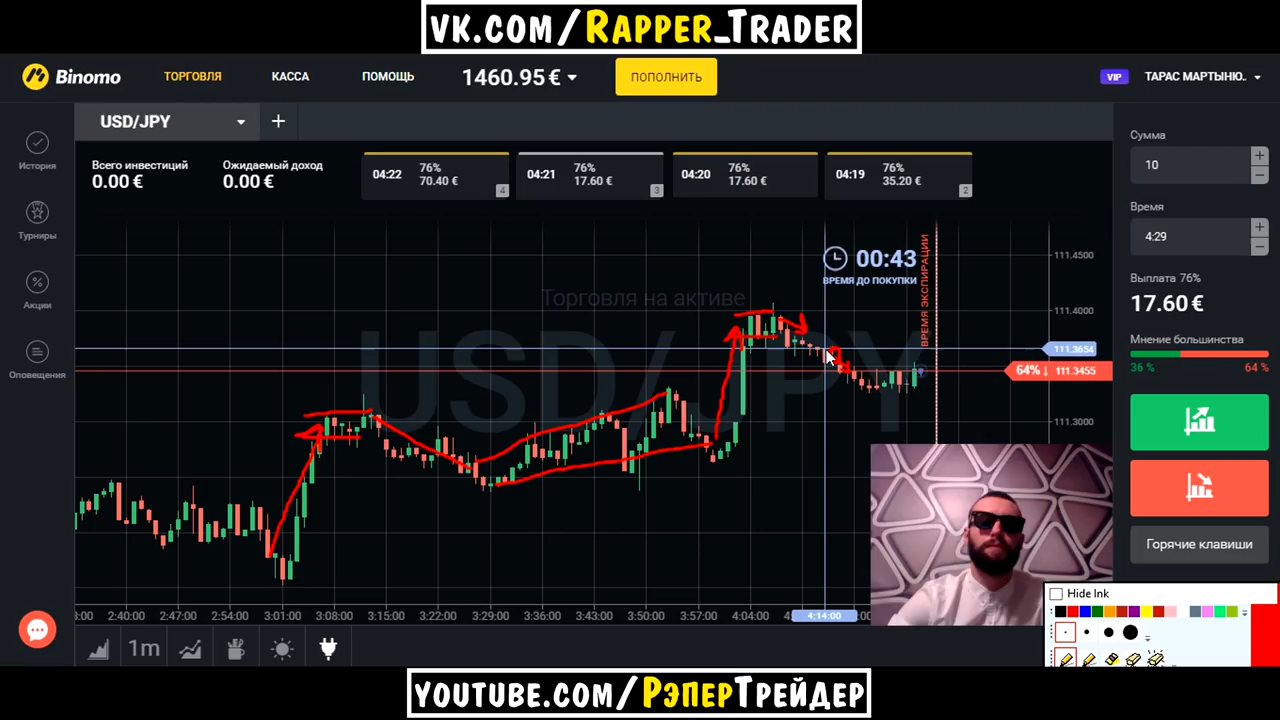 VK.COM/RAPPER_TRADER
Binomo
ТОРГОВЛЯ
КАССА
ПОМОЩЬ
1460.95 €
ПОПОЛНИТЬ
VIP
ТАРАС МАРТЫНЮ..
USD/JPY
+
История
Турниры
Акции
Оповещения
Всего инвестиций
0.00 €
Ожидаемый доход
0.00 €
04:22
76%
70.40 €
4
04:21
76%
17.60 €
3
04:20
76%
17.60 €
04:19
76%
35.20 €
2
Сумма
10
Время
4:29
Выплата 76%
17.60 €
Мнение большинства
36 %
64 %
Горячие клавиши
00:43
ВРЕМЯ ДО ПОКУПКИ
ВРЕМЯ ЭКСПИРАЦИИ
Торговля на активе
USD/JPY
111.4500
111.4000
111.3654
64% ↓ 111.3455
111.3000
2:40:00
2:47:00
2:54:00
3:01:00
3:08:00
3:15:00
3:22:00
3:29:00
3:36:00
3:43:00
3:50:00
3:57:00
4:04:00
4:14:00
1m
Hide Ink
YOUTUBE.COM/РЭПЕРТРЕЙДЕР